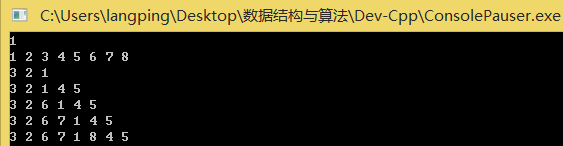 C:\Users\langping\Desktop\数据结构与算法\Dev-Cpp\ConsolePauser.exe
1
1 2 3 4 5 6 7 8
3 2 1
3 2 1 4 5
3 2 6 1 4 5
3 2 6 7 1 4 5
3 2 6 7 1 8 4 5